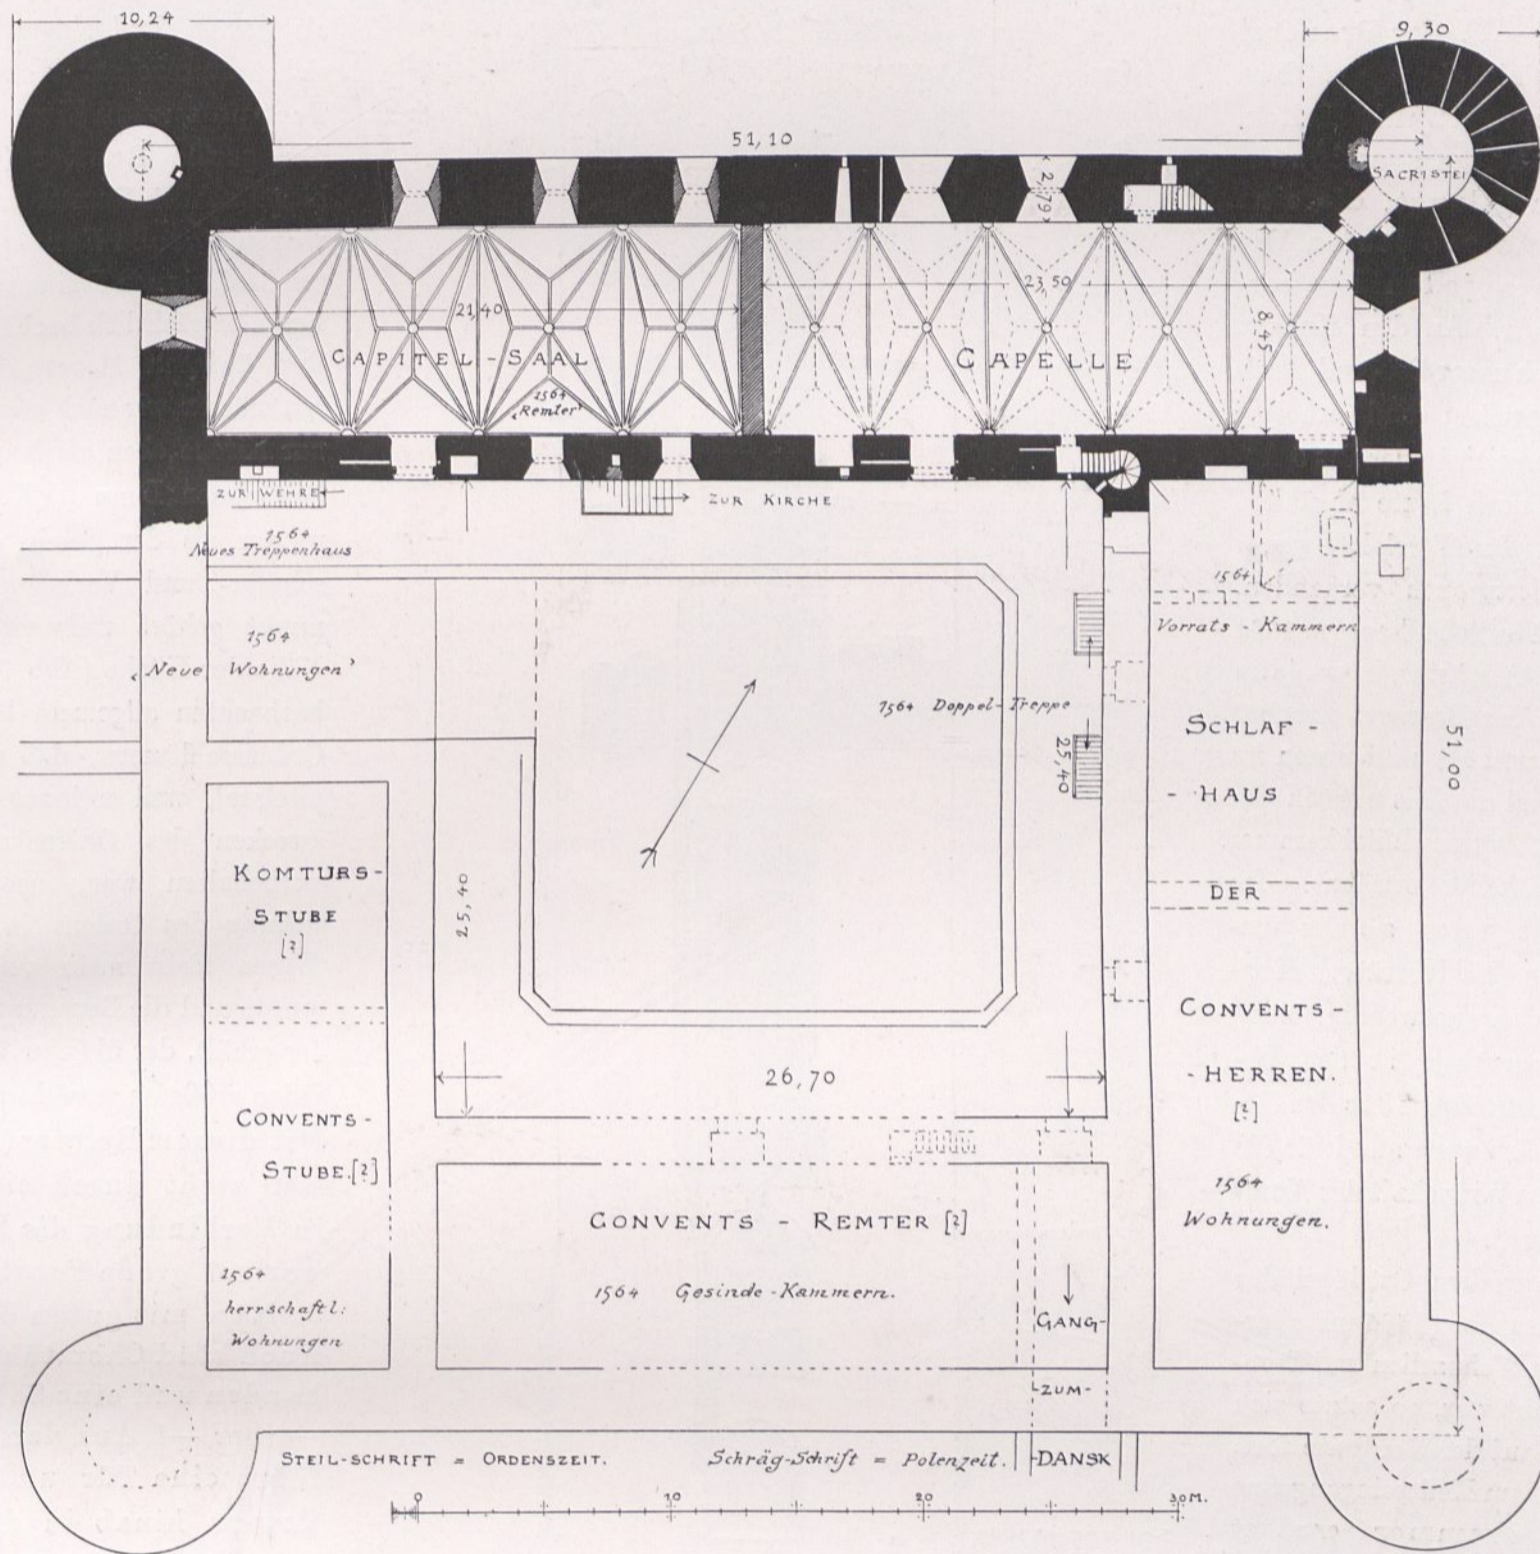 10,24
9,30
51,10
SACRISTEI
2,79
21,40
23,50
8,45
CAPITEL - SAAL
CAPELLE
1564
‚Remter’
ZUR WEHRE
ZUR KIRCHE
1564
Neues Treppenhaus
1564
Vorrats - Kammern
1564
‚Neue Wohnungen’
1564 Doppel-Treppe
25,40
SCHLAF -
- HAUS
51,00
KOMTURS-
STUBE
[?]
25,40
DER
CONVENTS -
- HERREN.
[?]
26,70
CONVENTS -
STUBE.[?]
1564
Wohnungen.
CONVENTS - REMTER [?]
1564 Gesinde-Kammern.
1564
herrschaftl:
Wohnungen
GANG-
-ZUM-
-DANSK
STEIL-SCHRIFT = ORDENSZEIT.
Schräg-Schrift = Polenzeit.
0 10 20 30 M.